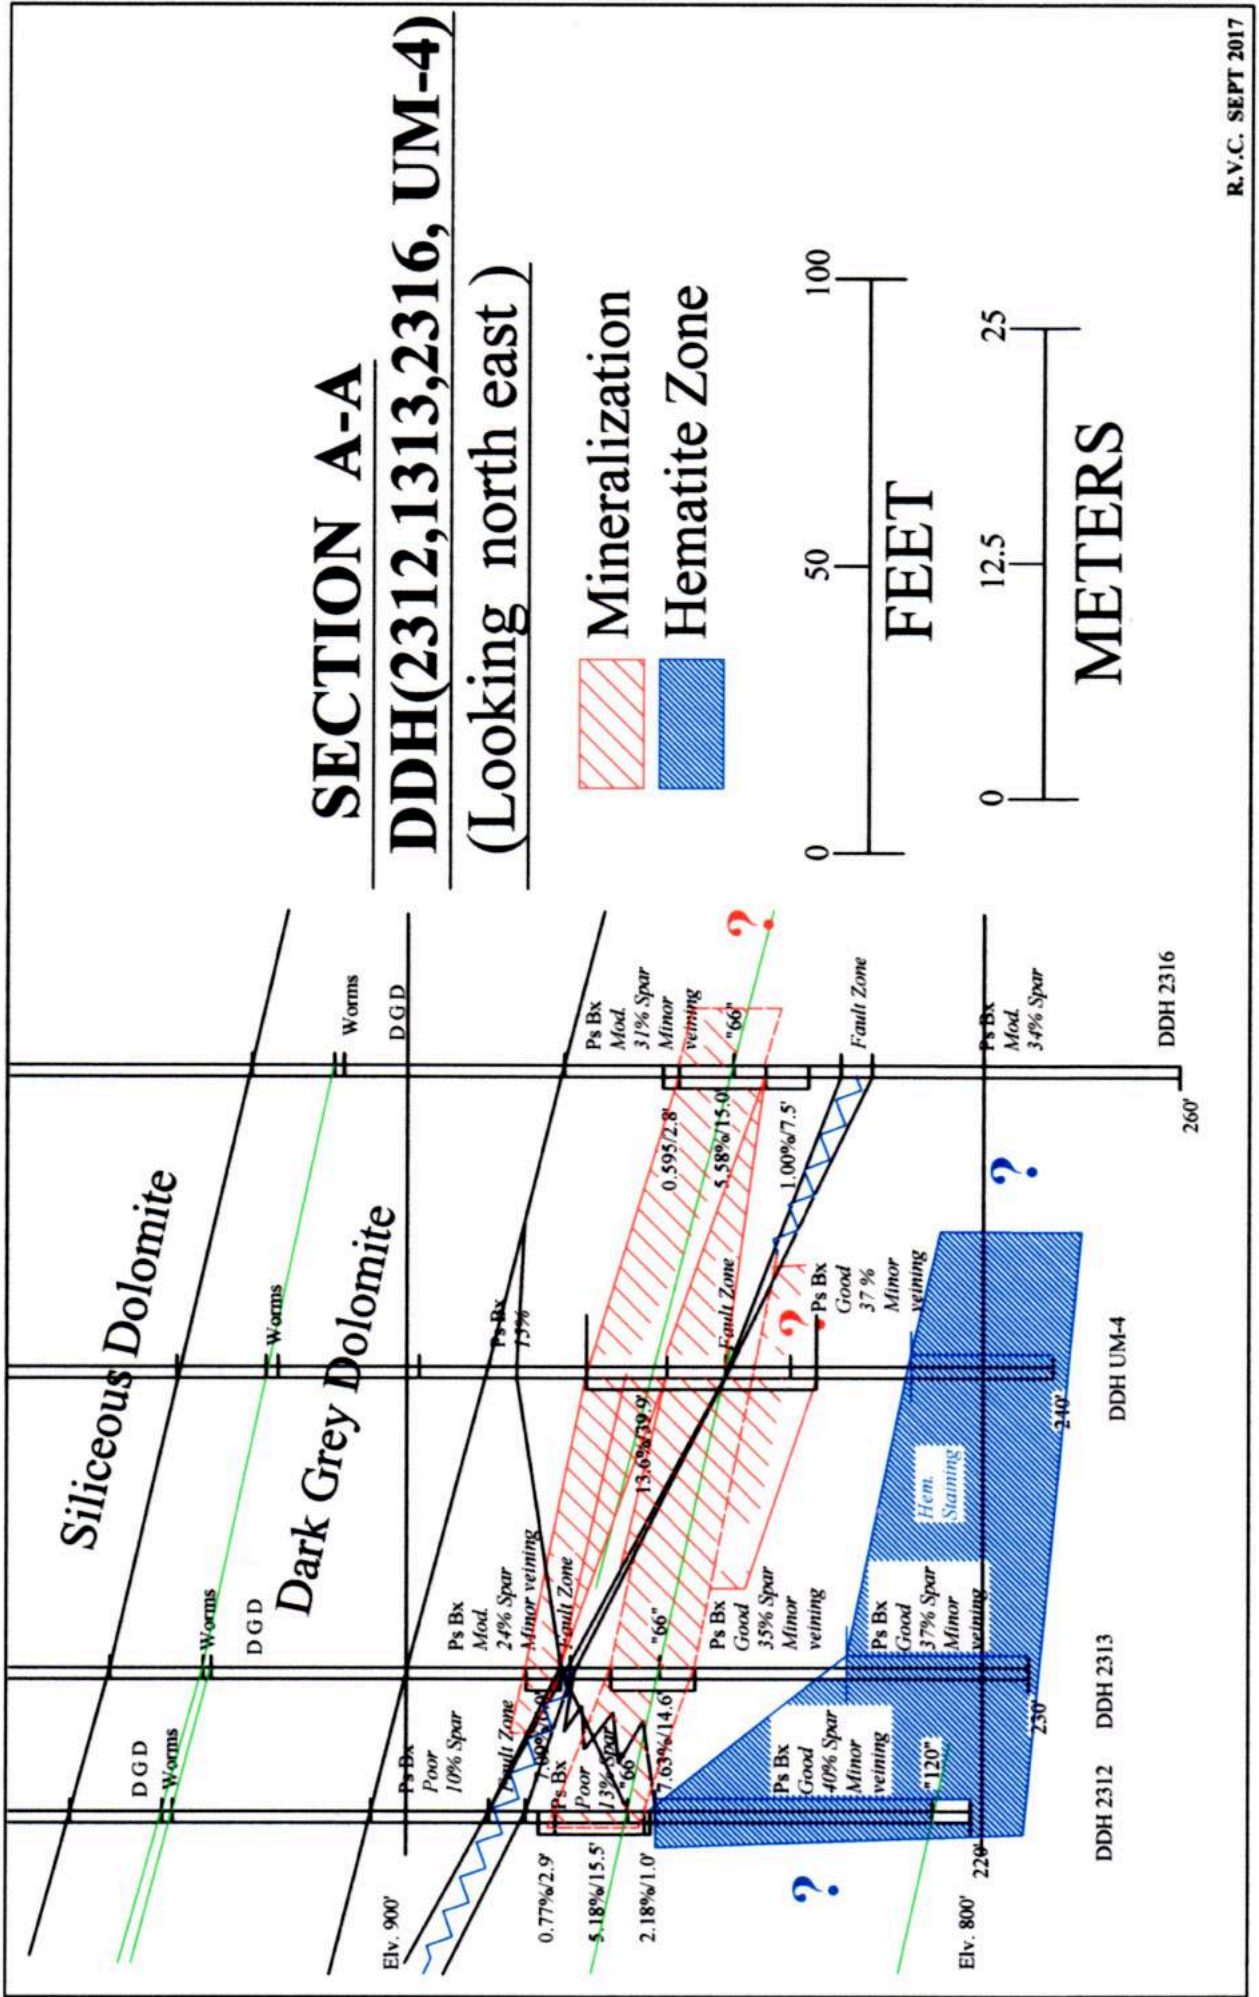 SECTION A-A
DDH(2312,1313,2316, UM-4)
(Looking north east )
Mineralization
Hematite Zone
0
50
100
FEET
0
12.5
25
METERS
R.V.C. SEPT 2017
Siliceous Dolomite
Dark Grey Dolomite
D G D
Worms
D G D
Worms
Worms
Worms
D G D
Elv. 900'
Ps Bx
Poor
10% Spar
Fault Zone
Ps Bx
Mod.
24% Spar
Minor veining
Fault Zone
Ps Bx
13%
Ps Bx
Mod.
31% Spar
Minor
veining
0.77%/2.9'
5.18%/15.5'
2.18%/1.0'
Ps Bx
Poor
13% Spar
"66"
7.63%/14.6'
"66"
13.6%/39.9'
Fault Zone
0.595/2.8'
5.58%/15.0'
1.00%/7.5'
"66"
?
Fault Zone
Ps Bx
Good
35% Spar
Minor
veining
?
Ps Bx
Good
37 %
Minor
veining
Ps Bx
Mod.
34% Spar
?
Ps Bx
Good
40% Spar
Minor
veining
"120"
Ps Bx
Good
37% Spar
Minor
veining
Hem.
Staining
?
Elv. 800'
220'
230'
240'
260'
DDH 2312
DDH 2313
DDH UM-4
DDH 2316